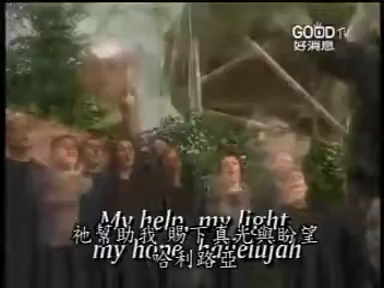 GOOD TV
好消息
My help, my light,
祂幫助我 賜下真光與盼望
my hope, hallelujah
哈利路亞